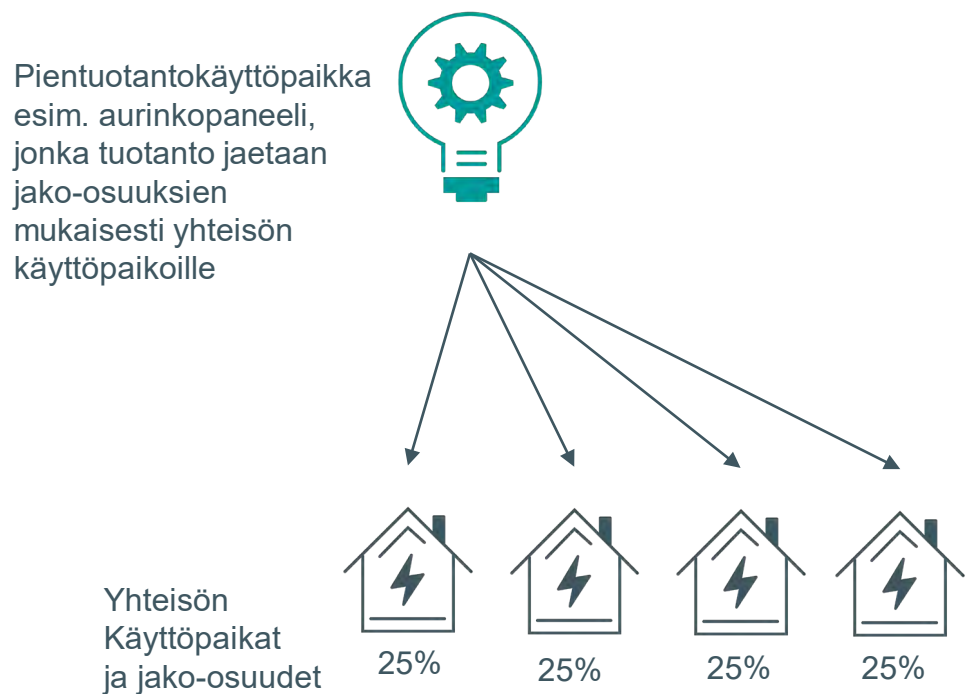 Pientuotantokäyttöpaikka
esim. aurinkopaneeli,
jonka tuotanto jaetaan
jako-osuuksien
mukaisesti yhteisön
käyttöpaikoille
Yhteisön
Käyttöpaikat
ja jako-osuudet
25% 25% 25% 25%